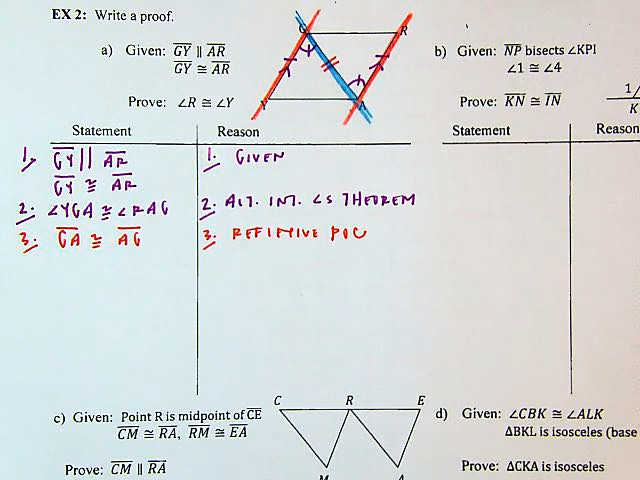 EX 2: Write a proof.
a) Given: GY ∥ AR
GY ≅ AR
Prove: ∠R ≅ ∠Y
G R
Y A
b) Given: NP bisects ∠KPI
∠1 ≅ ∠4
Prove: KN ≅ IN
1
K
Statement Reason
1. GY || AR 1. GIVEN
GY ≅ AR
2. ∠YGA ≅ ∠RAG 2. ALT. INT. ∠S THEOREM
3. GA ≅ AG 3. REFLEXIVE POC
Statement Reason
c) Given: Point R is midpoint of CE
CM ≅ RA, RM ≅ EA
Prove: CM ∥ RA
C R E
M A
d) Given: ∠CBK ≅ ∠ALK
ΔBKL is isosceles (base
Prove: ΔCKA is isosceles